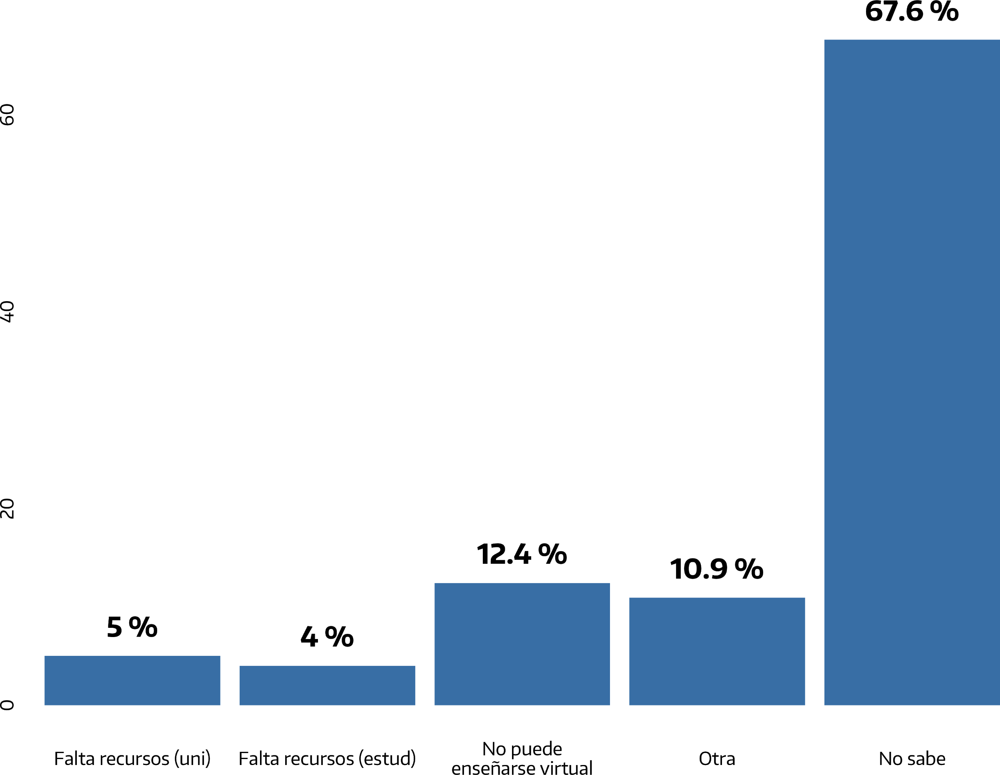 67.6 %
60
40
20
12.4 %
10.9 %
5 %
4 %
0
Falta recursos (uni)
Falta recursos (estud)
No puede
enseñarse virtual
Otra
No sabe